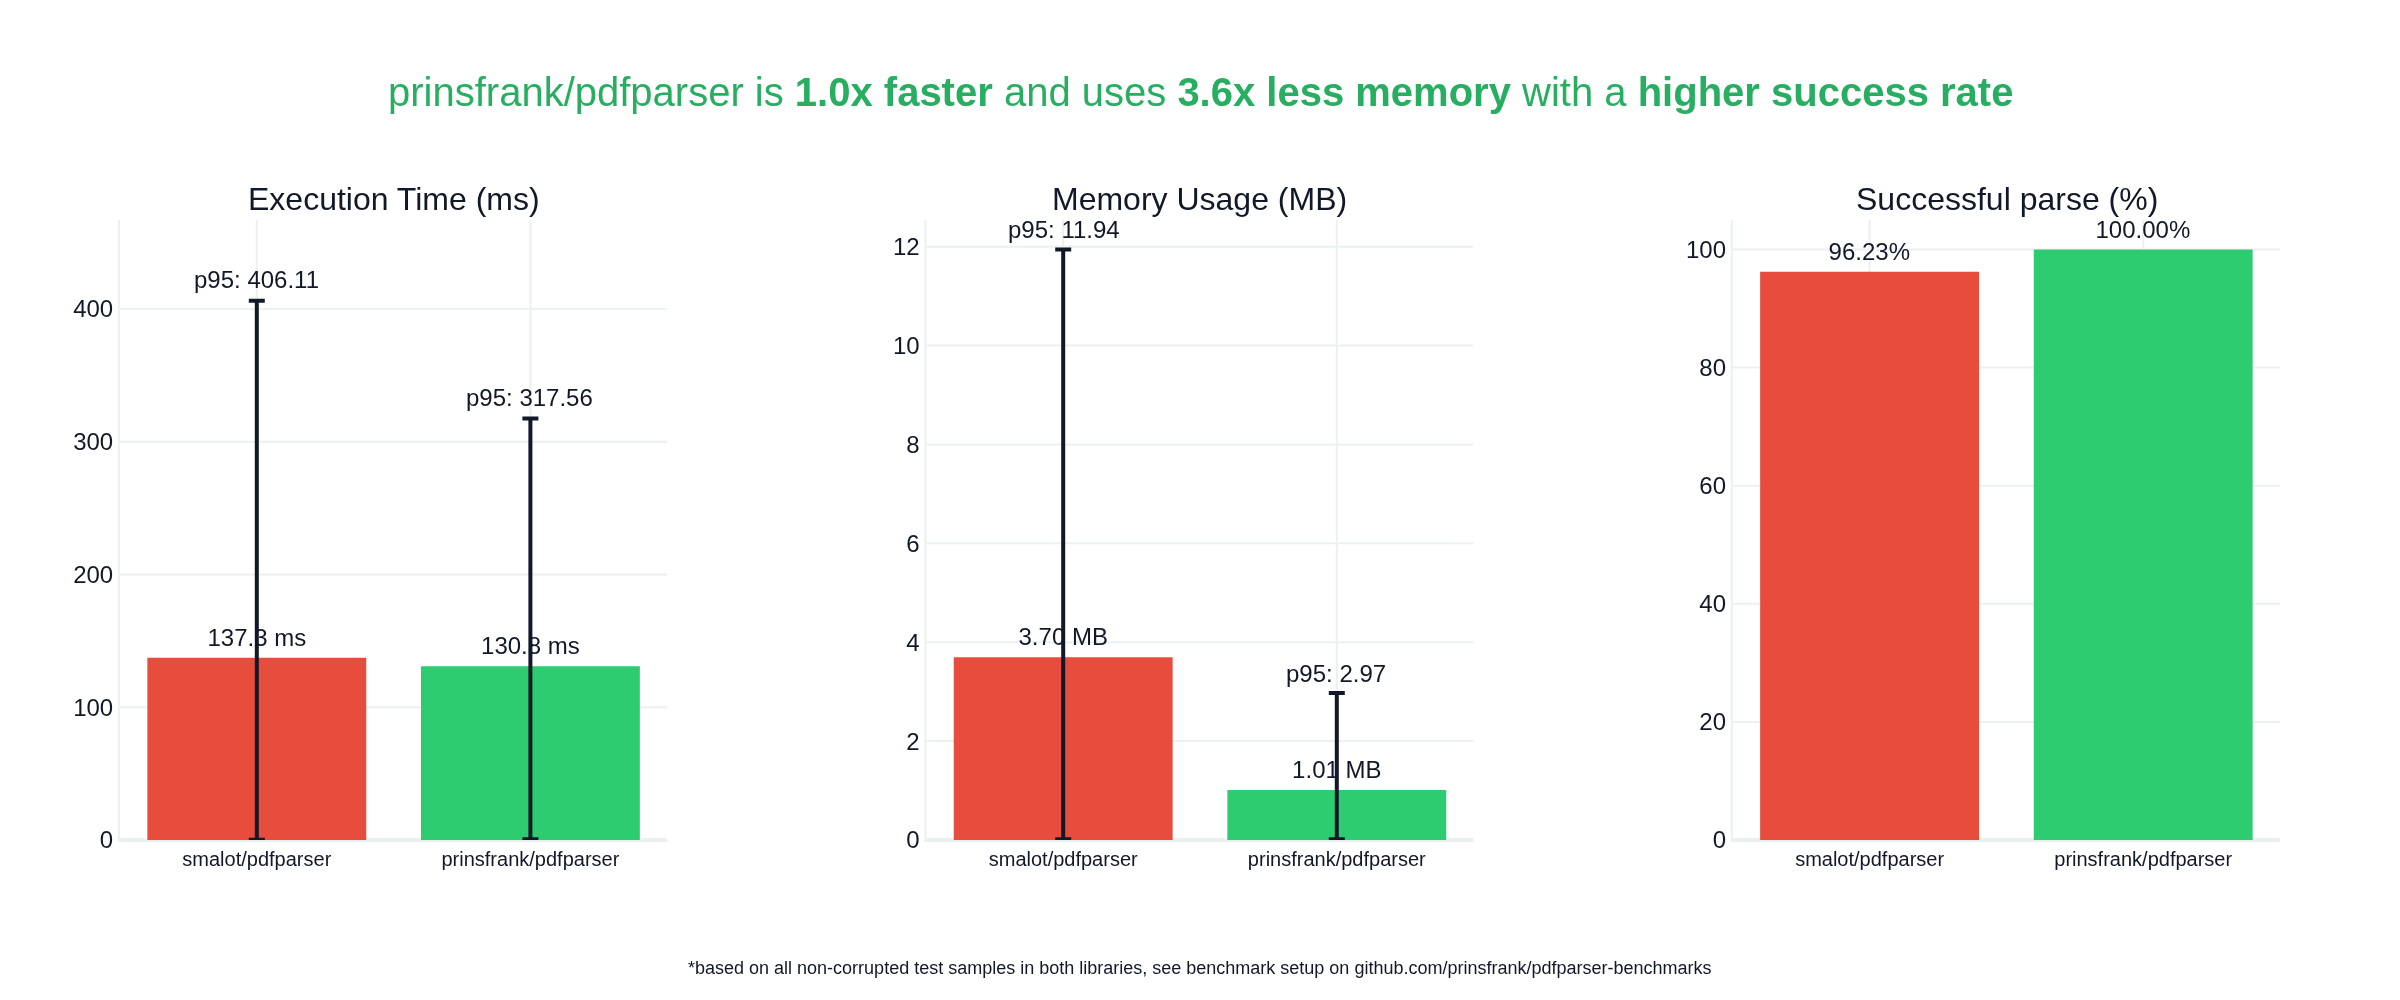 prinsfrank/pdfparser is 1.0x faster and uses 3.6x less memory with a higher success rate
Execution Time (ms)
p95: 406.11
p95: 317.56
400
300
200
100
0
137.3 ms
130.8 ms
smalot/pdfparser
prinsfrank/pdfparser
Memory Usage (MB)
p95: 11.94
12
10
8
6
4
2
0
3.70 MB
p95: 2.97
1.01 MB
smalot/pdfparser
prinsfrank/pdfparser
Successful parse (%)
96.23%
100.00%
100
80
60
40
20
0
smalot/pdfparser
prinsfrank/pdfparser
*based on all non-corrupted test samples in both libraries, see benchmark setup on github.com/prinsfrank/pdfparser-benchmarks